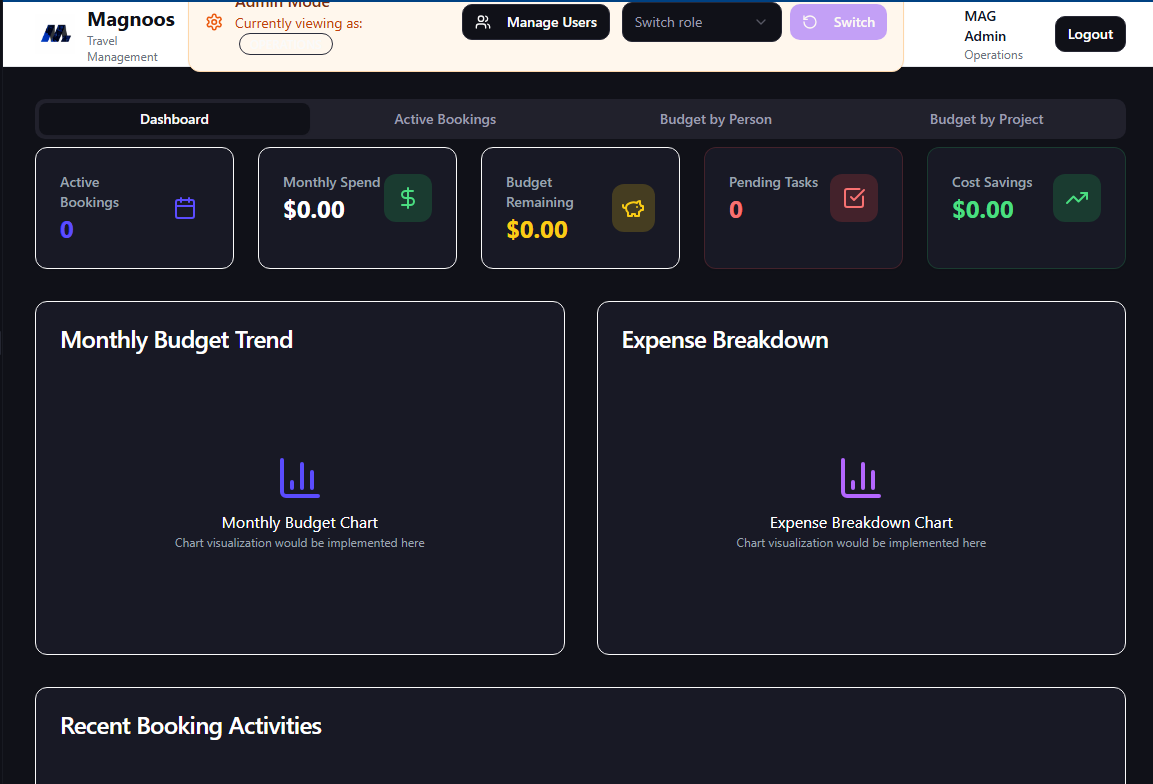 Magnoos
Travel
Management
Admin Mode
Currently viewing as:
Manage Users
Switch role
Switch
MAG
Admin
Operations
Logout
Dashboard
Active Bookings
Budget by Person
Budget by Project
Active
Bookings
0
Monthly Spend
$0.00
Budget
Remaining
$0.00
Pending Tasks
0
Cost Savings
$0.00
Monthly Budget Trend
Monthly Budget Chart
Chart visualization would be implemented here
Expense Breakdown
Expense Breakdown Chart
Chart visualization would be implemented here
Recent Booking Activities